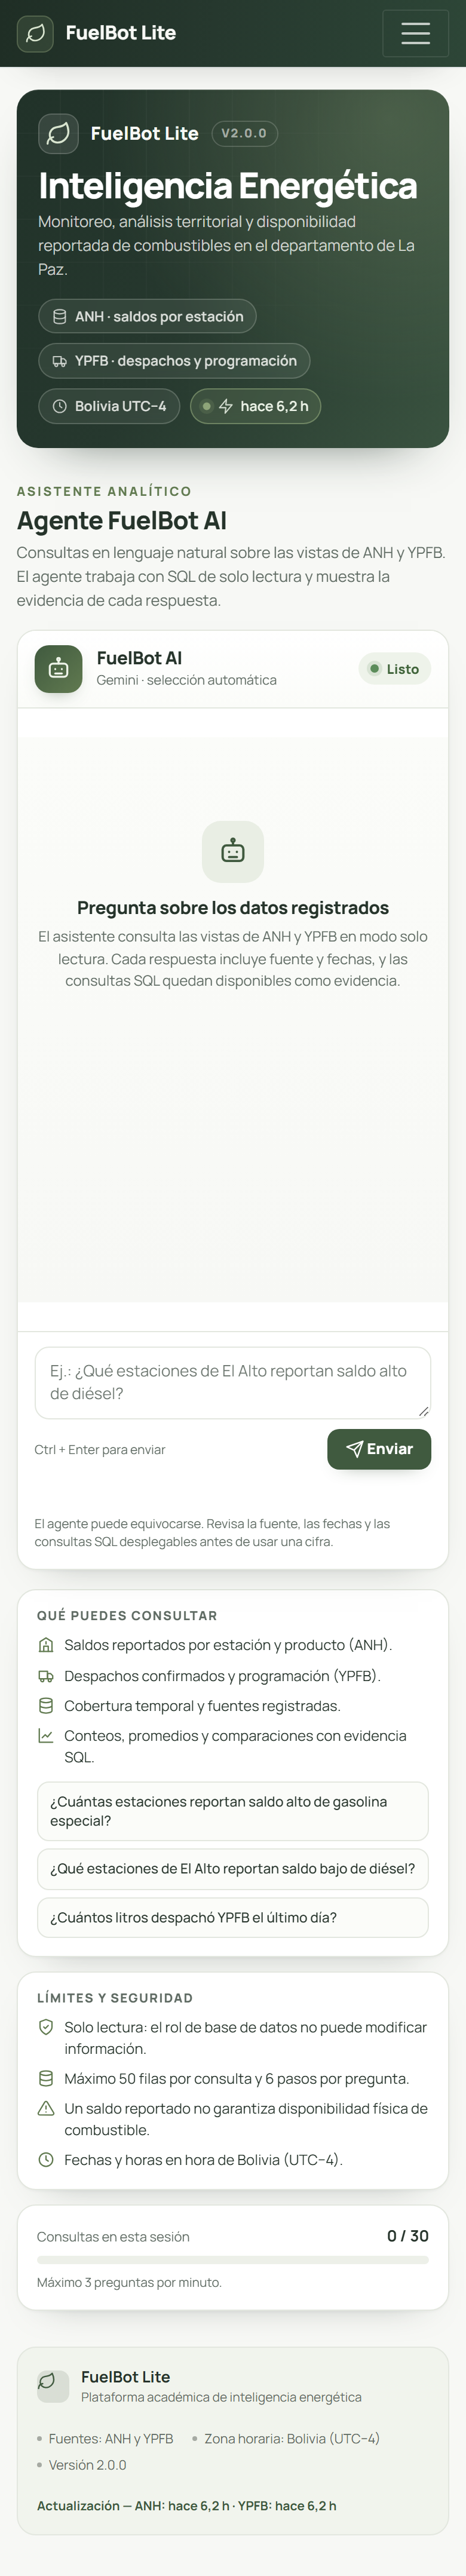 FuelBot Lite
FuelBot Lite V2.0.0
Inteligencia Energética
Monitoreo, análisis territorial y disponibilidad
reportada de combustibles en el departamento de La
Paz.
ANH · saldos por estación
YPFB · despachos y programación
Bolivia UTC−4 hace 6,2 h
ASISTENTE ANALÍTICO
Agente FuelBot AI
Consultas en lenguaje natural sobre las vistas de ANH y YPFB.
El agente trabaja con SQL de solo lectura y muestra la
evidencia de cada respuesta.
FuelBot AI
Gemini · selección automática
Listo
Pregunta sobre los datos registrados
El asistente consulta las vistas de ANH y YPFB en modo solo
lectura. Cada respuesta incluye fuente y fechas, y las
consultas SQL quedan disponibles como evidencia.
Ej.: ¿Qué estaciones de El Alto reportan saldo alto
de diésel?
Ctrl + Enter para enviar
Enviar
El agente puede equivocarse. Revisa la fuente, las fechas y las
consultas SQL desplegables antes de usar una cifra.
QUÉ PUEDES CONSULTAR
Saldos reportados por estación y producto (ANH).
Despachos confirmados y programación (YPFB).
Cobertura temporal y fuentes registradas.
Conteos, promedios y comparaciones con evidencia
SQL.
¿Cuántas estaciones reportan saldo alto de gasolina
especial?
¿Qué estaciones de El Alto reportan saldo bajo de diésel?
¿Cuántos litros despachó YPFB el último día?
LÍMITES Y SEGURIDAD
Solo lectura: el rol de base de datos no puede modificar
información.
Máximo 50 filas por consulta y 6 pasos por pregunta.
Un saldo reportado no garantiza disponibilidad física de
combustible.
Fechas y horas en hora de Bolivia (UTC−4).
Consultas en esta sesión 0 / 30
Máximo 3 preguntas por minuto.
FuelBot Lite
Plataforma académica de inteligencia energética
Fuentes: ANH y YPFB Zona horaria: Bolivia (UTC−4)
Versión 2.0.0
Actualización — ANH: hace 6,2 h · YPFB: hace 6,2 h